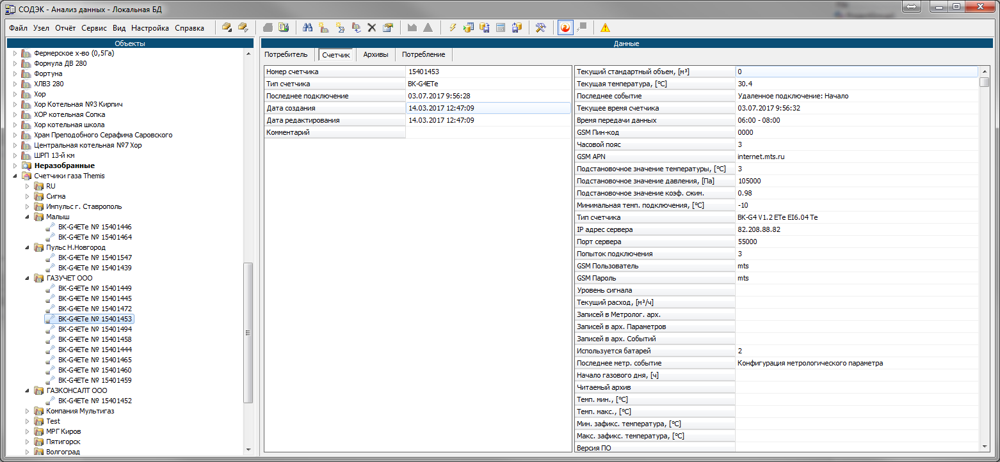 СОДЭК - Анализ данных - Локальная БД
Файл Узел Отчёт Сервис Вид Настройка Справка
Объекты
Фермерское х-во (0,5Га)
Формула ДВ 280
Фортуна
ХЛВЗ 280
Хор
Хор Котельная №3 Кирпич
ХОР котельная Сопка
Хор котельная школа
Храм Преподобного Серафима Саровского
Центральная котельная №7 Хор
ШРП 13-й км
Неразобранные
Счетчики газа Themis
RU
Сигма
Импульс г. Ставрополь
Малыш
BK-G4ETe № 15401446
BK-G4ETe № 15401464
Пульс Н.Новгород
BK-G4ETe № 15401547
BK-G4ETe № 15401439
ГАЗУЧЕТ ООО
BK-G4ETe № 15401449
BK-G4ETe № 15401445
BK-G4ETe № 15401472
BK-G4ETe № 15401453
BK-G4ETe № 15401494
BK-G4ETe № 15401458
BK-G4ETe № 15401444
BK-G4ETe № 15401465
BK-G4ETe № 15401460
BK-G4ETe № 15401459
ГАЗКОНСАЛТ ООО
BK-G4ETe № 15401452
Компания Мультигаз
Test
МРГ Киров
Пятигорск
Волгоград
Данные
Потребитель Счетчик Архивы Потребление
Номер счетчика 15401453
Тип счетчика BK-G4ETe
Последнее подключение 03.07.2017 9:56:28
Дата создания 14.03.2017 12:47:09
Дата редактирования 14.03.2017 12:47:09
Комментарий
Текущий стандартный объем, [м³] 0
Текущая температура, [°C] 30.4
Последнее событие Удаленное подключение: Начало
Текущее время счетчика 03.07.2017 9:56:32
Время передачи данных 06:00 - 08:00
GSM Пин-код 0000
Часовой пояс 3
GSM APN internet.mts.ru
Подстановочное значение температуры, [°C] 3
Подстановочное значение давления, [Па] 105000
Подстановочное значение коэф. сжим. 0.98
Минимальная темп. подключения, [°C] -10
Тип счетчика BK-G4 V1.2 ETe EI6.04 Te
IP адрес сервера 82.208.88.82
Порт сервера 55000
Попыток подключения 3
GSM Пользователь mts
GSM Пароль mts
Уровень сигнала
Текущий расход, [м³/ч]
Записей в Метролог. арх.
Записей в арх. Параметров
Записей в арх. Событий
Используется батарей 2
Последнее метр. событие Конфигурация метрологического параметра
Начало газового дня, [ч]
Читаемый архив
Темп. мин., [°C]
Темп. макс., [°C]
Мин. зафикс. температура, [°C]
Макс. зафикс. температура, [°C]
Версия ПО